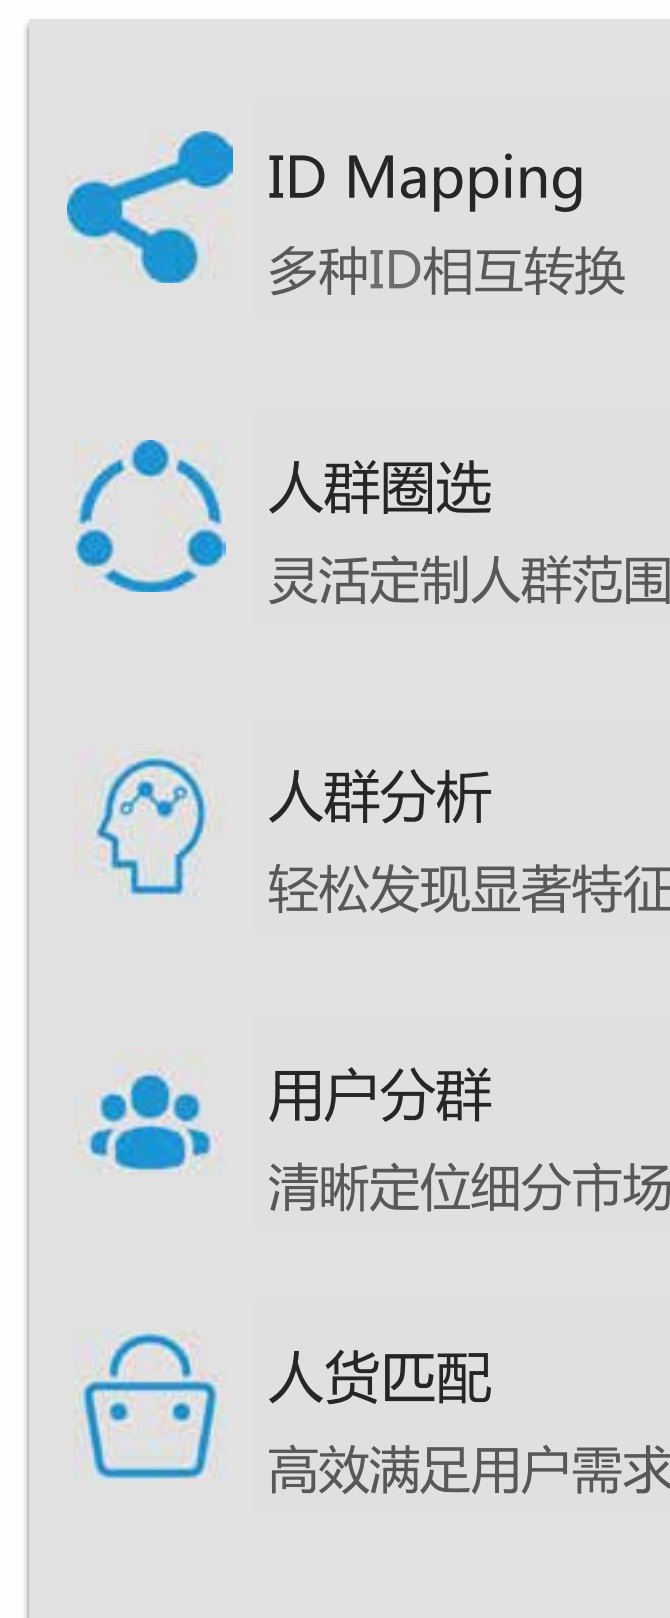 ID Mapping
多种ID相互转换
人群圈选
灵活定制人群范围
人群分析
轻松发现显著特征
用户分群
清晰定位细分市场
人货匹配
高效满足用户需求